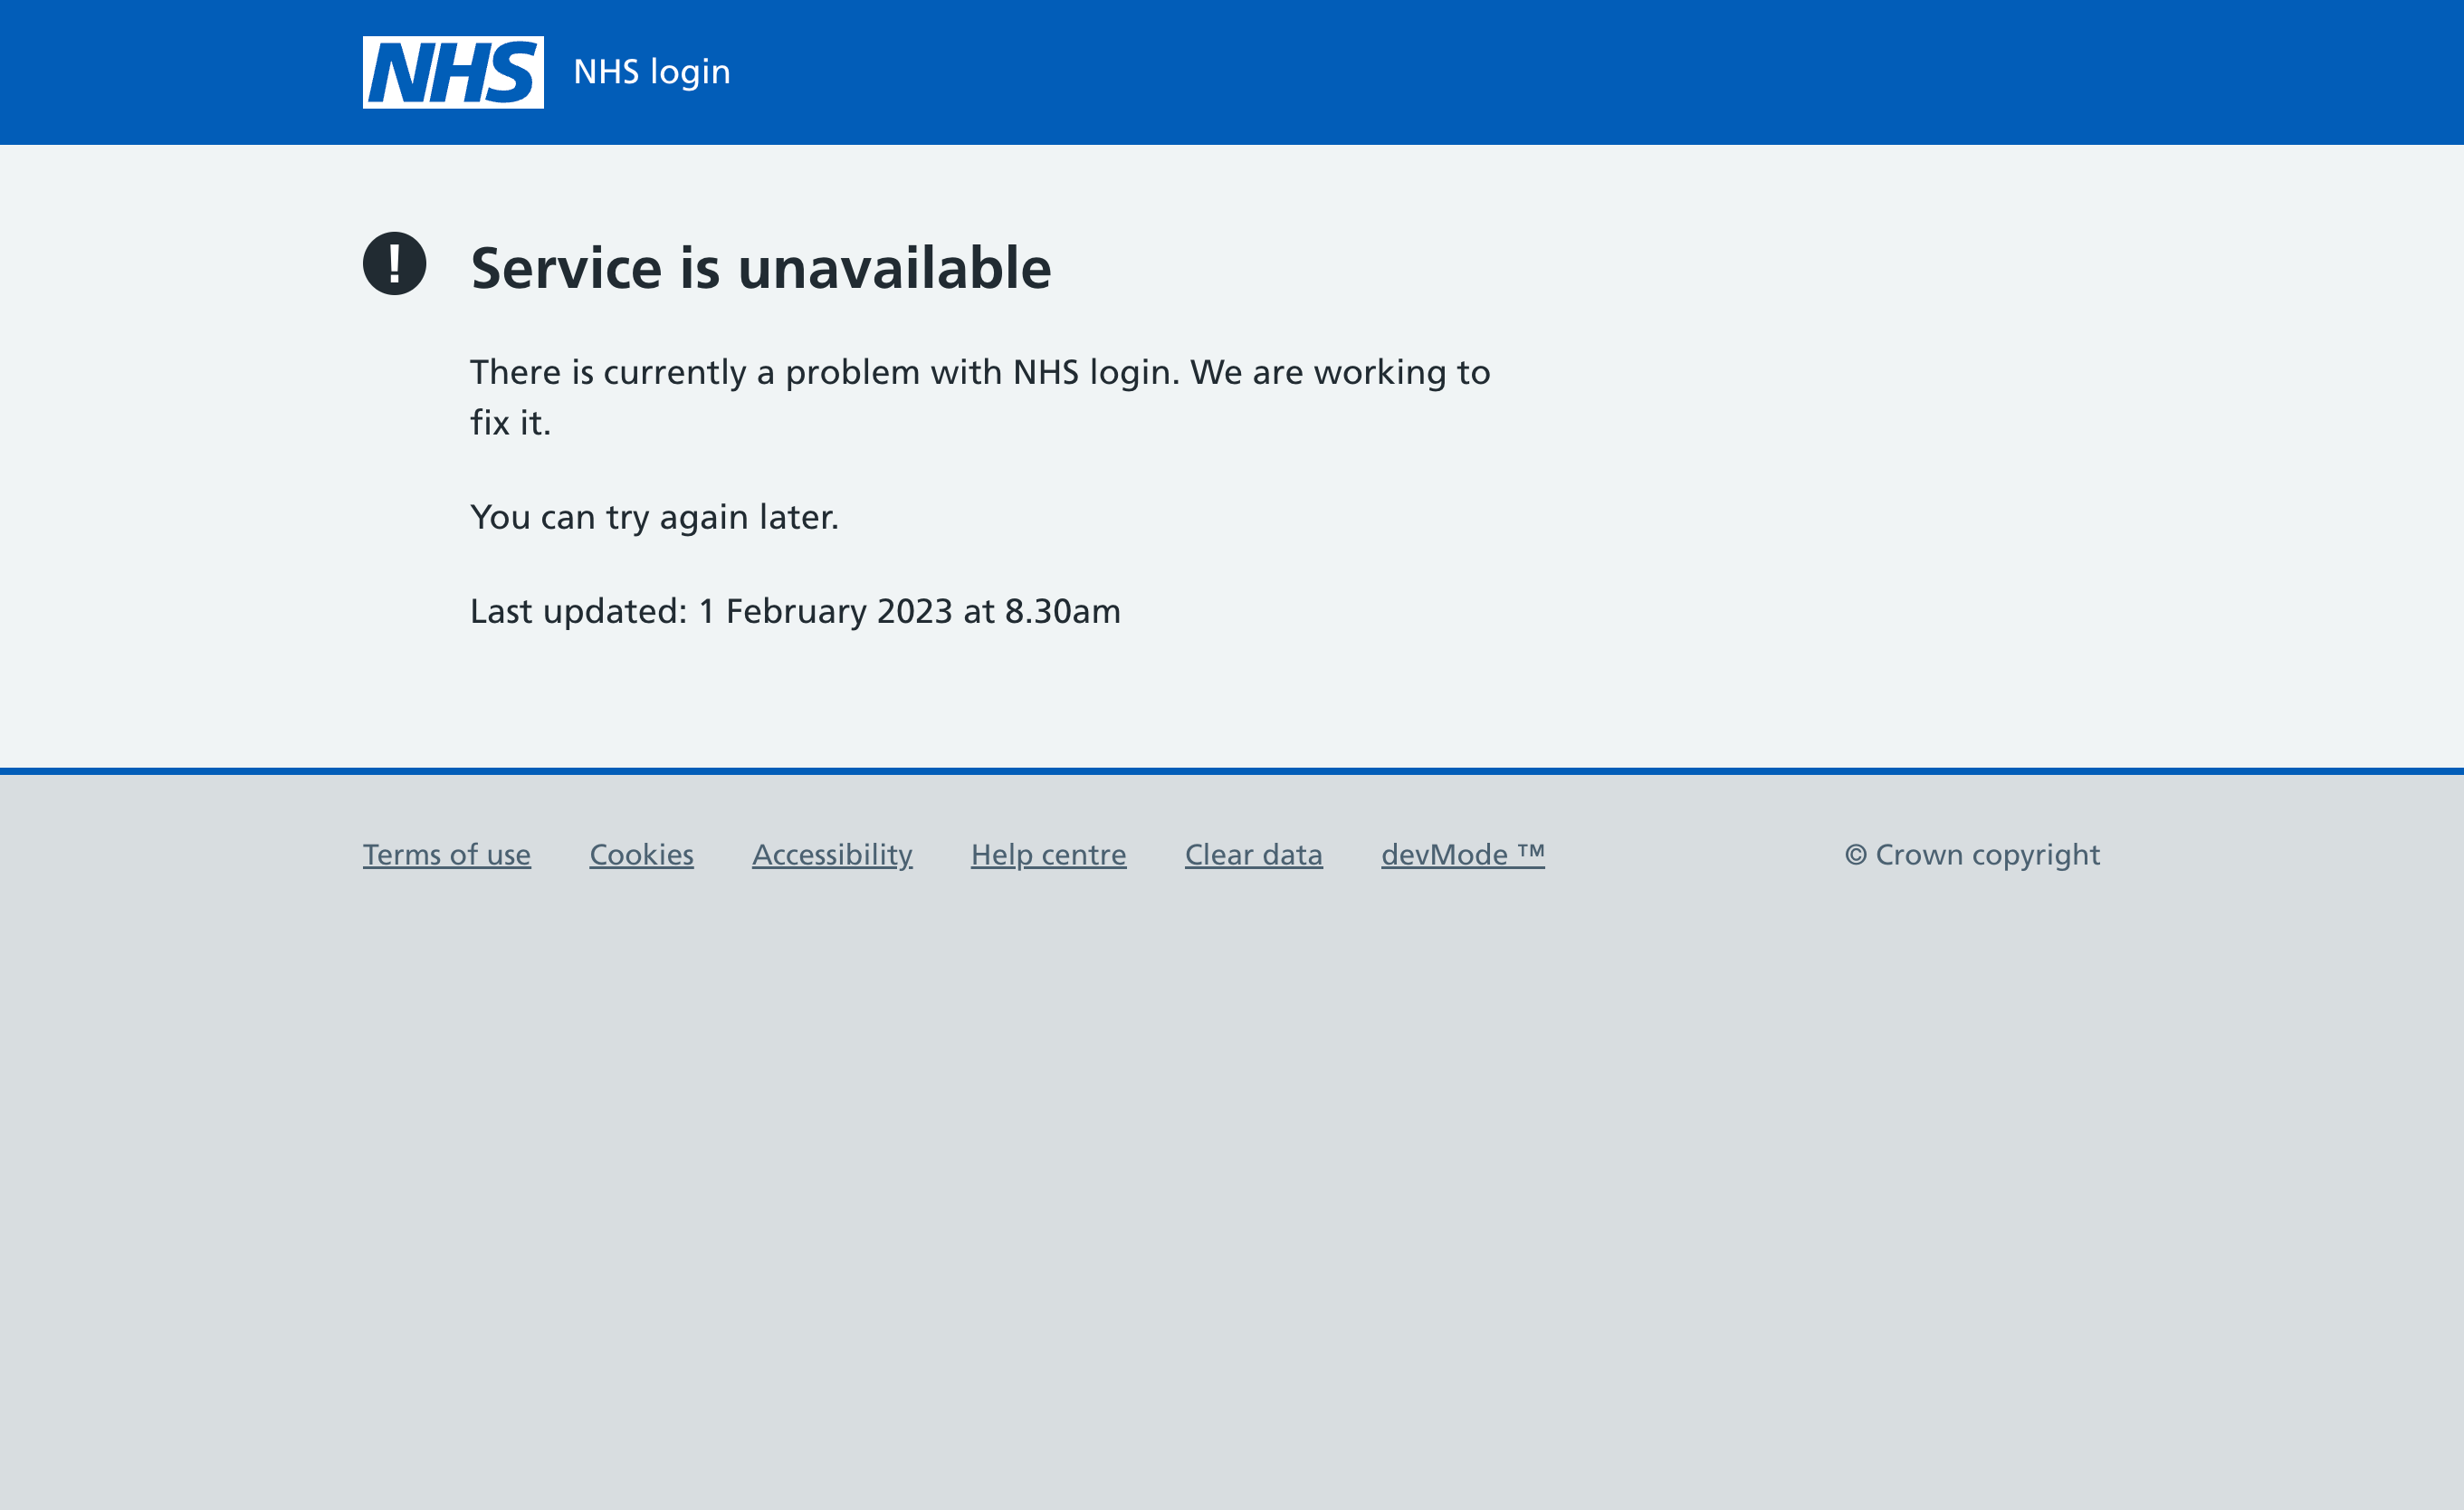 NHS NHS login
! Service is unavailable
There is currently a problem with NHS login. We are working to
fix it.
You can try again later.
Last updated: 1 February 2023 at 8.30am
Terms of use Cookies Accessibility Help centre Clear data devMode ™ © Crown copyright